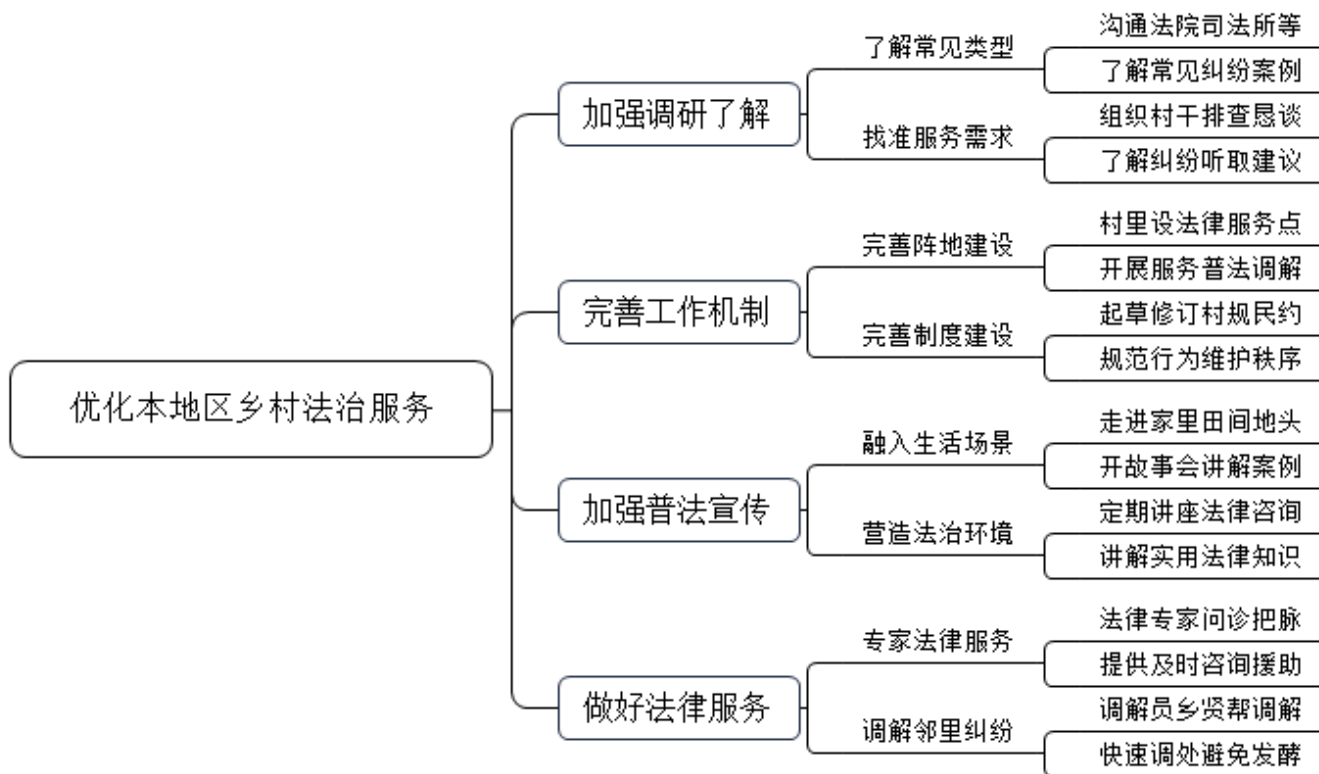 优化本地区乡村法治服务
加强调研了解
了解常见类型
沟通法院司法所等
了解常见纠纷案例
找准服务需求
组织村干排查恳谈
了解纠纷听取建议
完善工作机制
完善阵地建设
村里设法律服务点
开展服务普法调解
完善制度建设
起草修订村规民约
规范行为维护秩序
加强普法宣传
融入生活场景
走进家里田间地头
开故事会讲解案例
营造法治环境
定期讲座法律咨询
讲解实用法律知识
做好法律服务
专家法律服务
法律专家问诊把脉
提供及时咨询援助
调解邻里纠纷
调解员乡贤帮调解
快速调处避免发酵